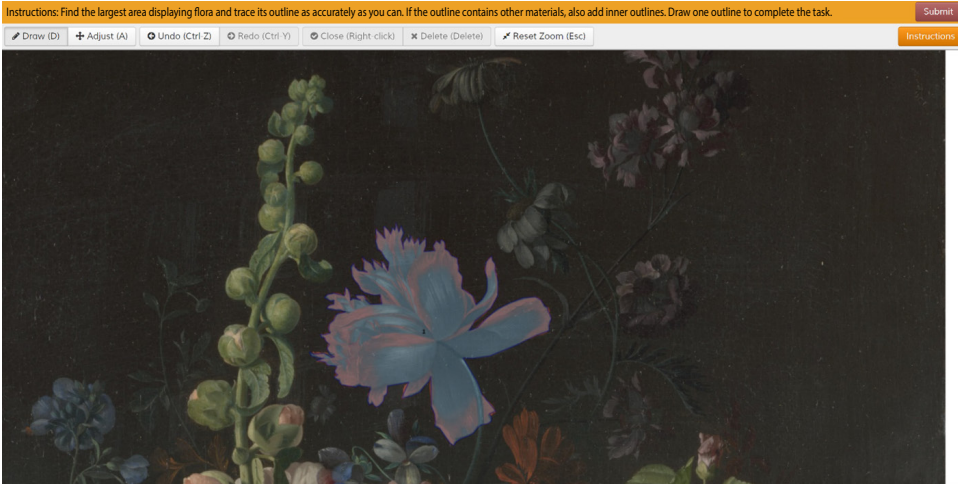 Instructions: Find the largest area displaying flora and trace its outline as accurately as you can. If the outline contains other materials, also add inner outlines. Draw one outline to complete the task.
Submit
Draw (D) Adjust (A) Undo (Ctrl-Z) Redo (Ctrl-Y) Close (Right click) Delete (Delete) Reset Zoom (Esc)
Instructions